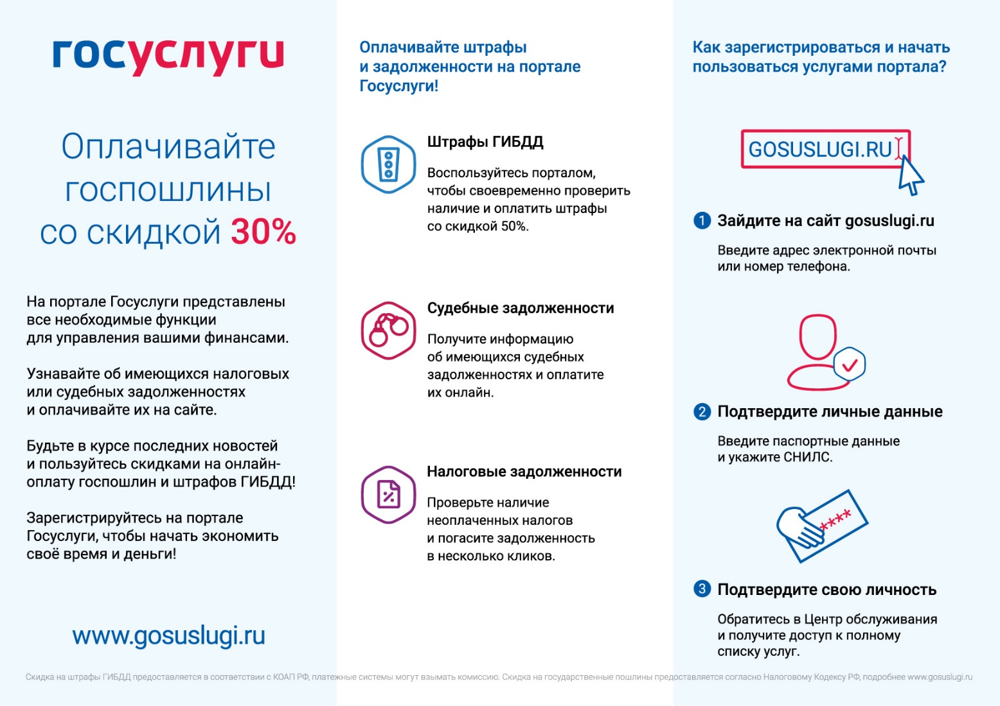 госуслуги
Оплачивайте
госпошлины
со скидкой 30%
На портале Госуслуги представлены
все необходимые функции
для управления вашими финансами.
Узнавайте об имеющихся налоговых
или судебных задолженностях
и оплачивайте их на сайте.
Будьте в курсе последних новостей
и пользуйтесь скидками на онлайн-
оплату госпошлин и штрафов ГИБДД!
Зарегистрируйтесь на портале
Госуслуги, чтобы начать экономить
своё время и деньги!
www.gosuslugi.ru
Оплачивайте штрафы
и задолженности на портале
Госуслуги!
Штрафы ГИБДД
Воспользуйтесь порталом,
чтобы своевременно проверить
наличие и оплатить штрафы
со скидкой 50%.
Судебные задолженности
Получите информацию
об имеющихся судебных
задолженностях и оплатите
их онлайн.
Налоговые задолженности
Проверьте наличие
неоплаченных налогов
и погасите задолженность
в несколько кликов.
Как зарегистрироваться и начать
пользоваться услугами портала?
GOSUSLUGI.RU
1 Зайдите на сайт gosuslugi.ru
Введите адрес электронной почты
или номер телефона.
2 Подтвердите личные данные
Введите паспортные данные
и укажите СНИЛС.
****
3 Подтвердите свою личность
Обратитесь в Центр обслуживания
и получите доступ к полному
списку услуг.
Скидка на штрафы ГИБДД предоставляется в соответствии с КОАП РФ, платежные системы могут взымать комиссию. Скидка на государственные пошлины предоставляется согласно Налоговому Кодексу РФ, подробнее www.gosuslugi.ru